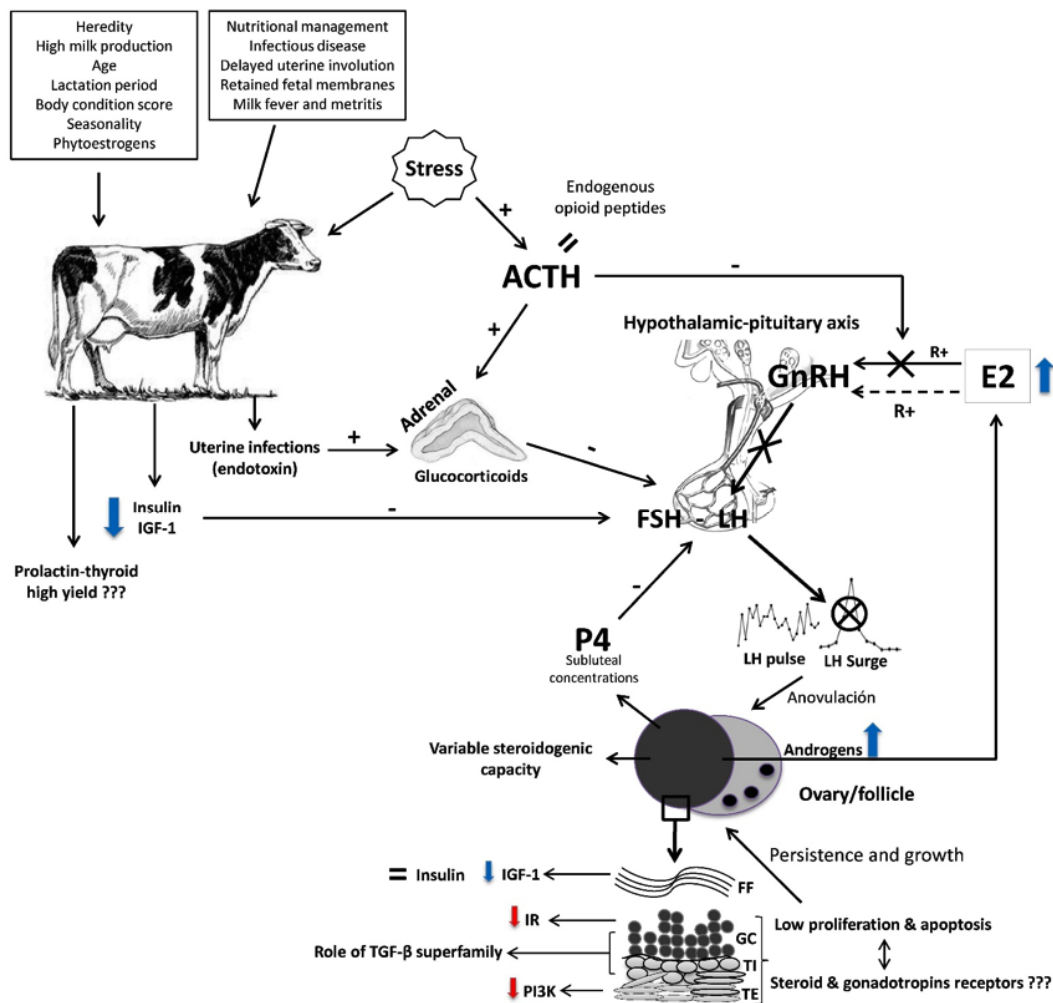 Heredity
High milk production
Age
Lactation period
Body condition score
Seasonality
Phytoestrogens
Nutritional management
Infectious disease
Delayed uterine involution
Retained fetal membranes
Milk fever and metritis
Stress
+
Endogenous
opioid peptides
=
ACTH
-
+
Hypothalamic-pituitary axis
GnRH
R+
R+
E2
Adrenal
Glucocorticoids
-
Uterine infections
(endotoxin)
+
Insulin
IGF-1
-
FSH - LH
Prolactin-thyroid
high yield ???
-
P4
Subluteal
concentrations
LH pulse
LH Surge
Anovulación
Variable steroidogenic
capacity
Androgens
Ovary/follicle
Persistence and growth
= Insulin
IGF-1
FF
IR
GC
Role of TGF-β superfamily
TI
PI3K
TE
Low proliferation & apoptosis
Steroid & gonadotropins receptors ???